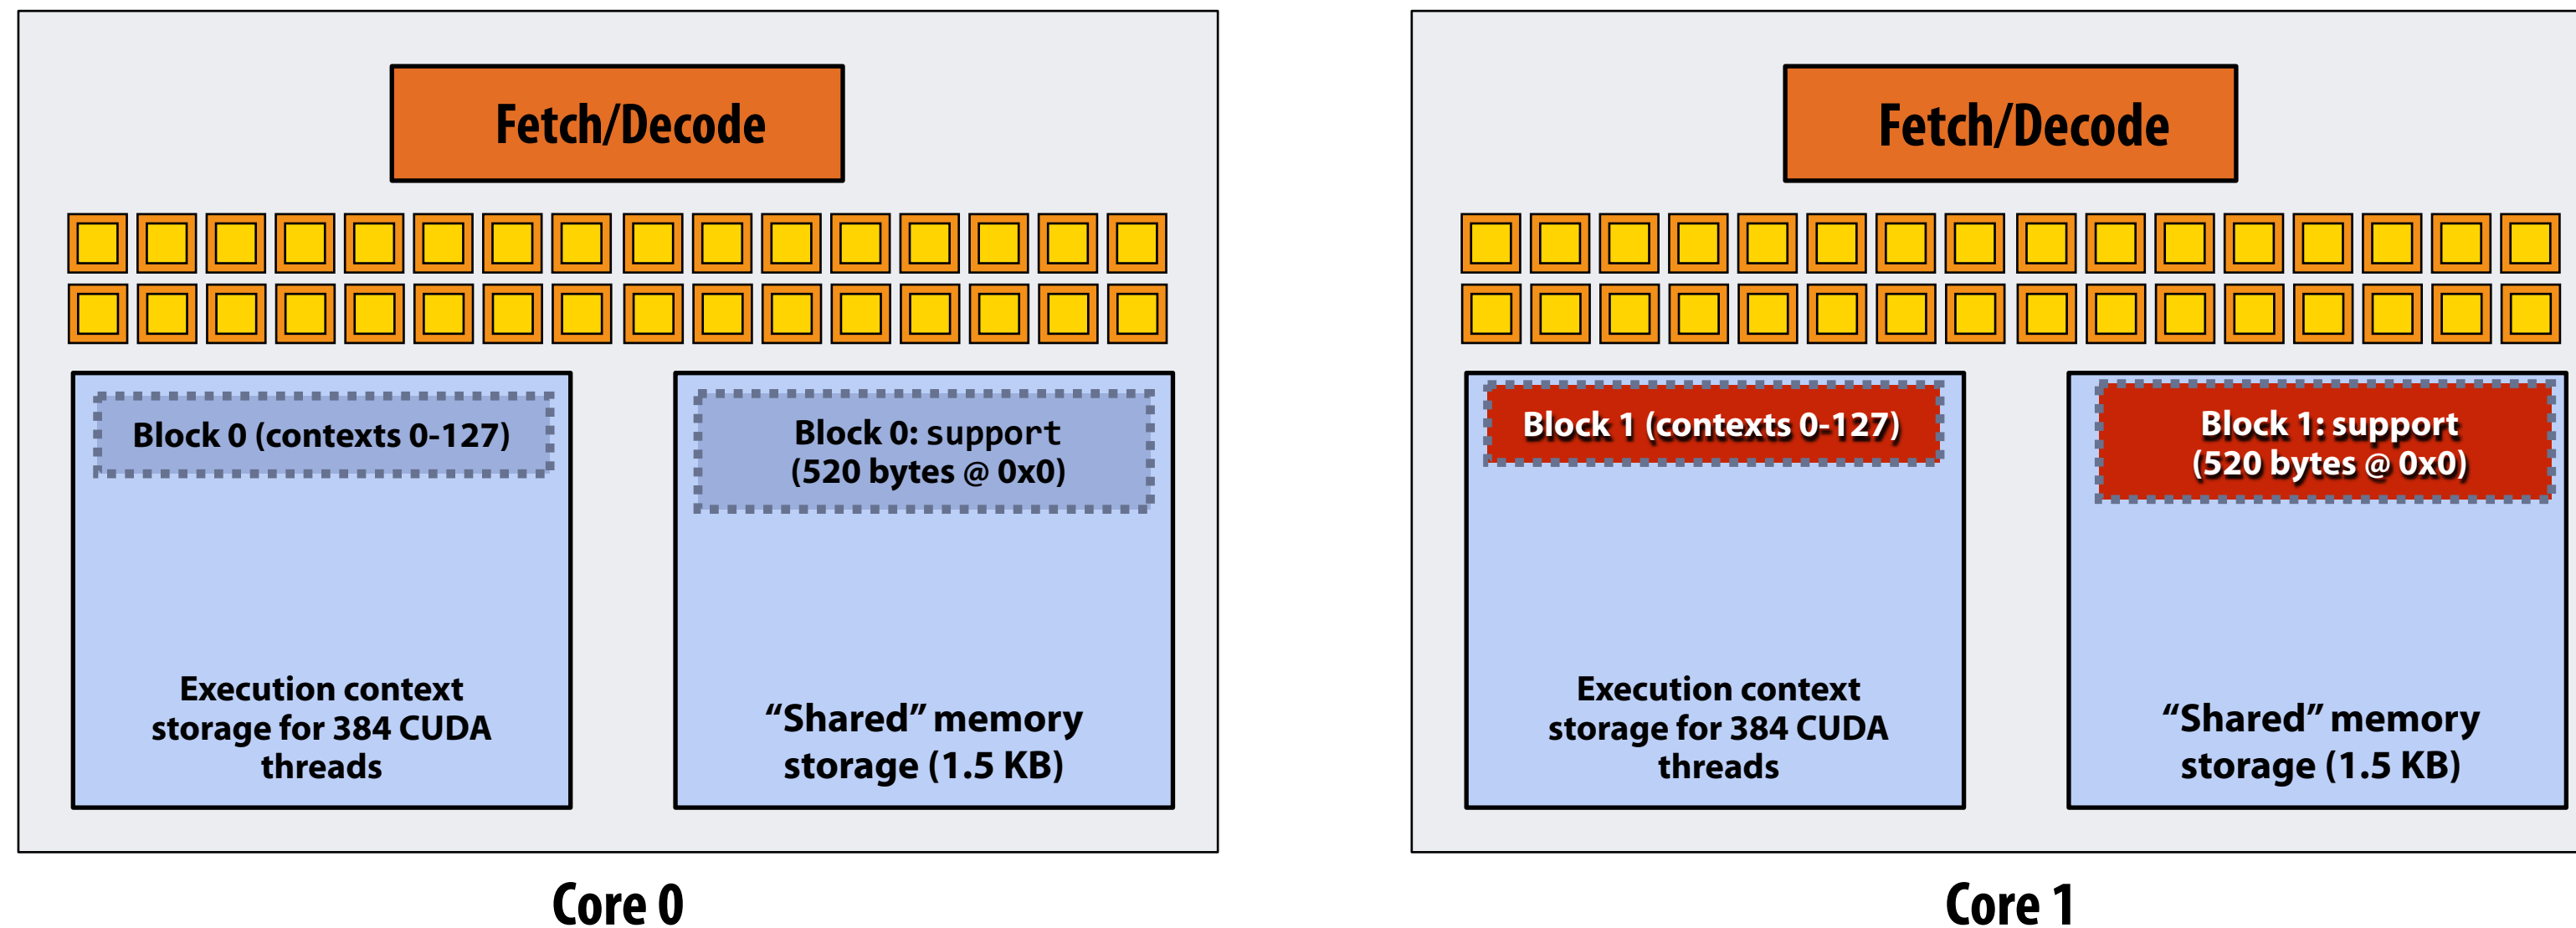 Fetch/Decode
Block 0 (contexts 0-127)
Block 0: support
(520 bytes @ 0x0)
Execution context
storage for 384 CUDA
threads
“Shared” memory
storage (1.5 KB)
Core 0
Fetch/Decode
Block 1 (contexts 0-127)
Block 1: support
(520 bytes @ 0x0)
Execution context
storage for 384 CUDA
threads
“Shared” memory
storage (1.5 KB)
Core 1